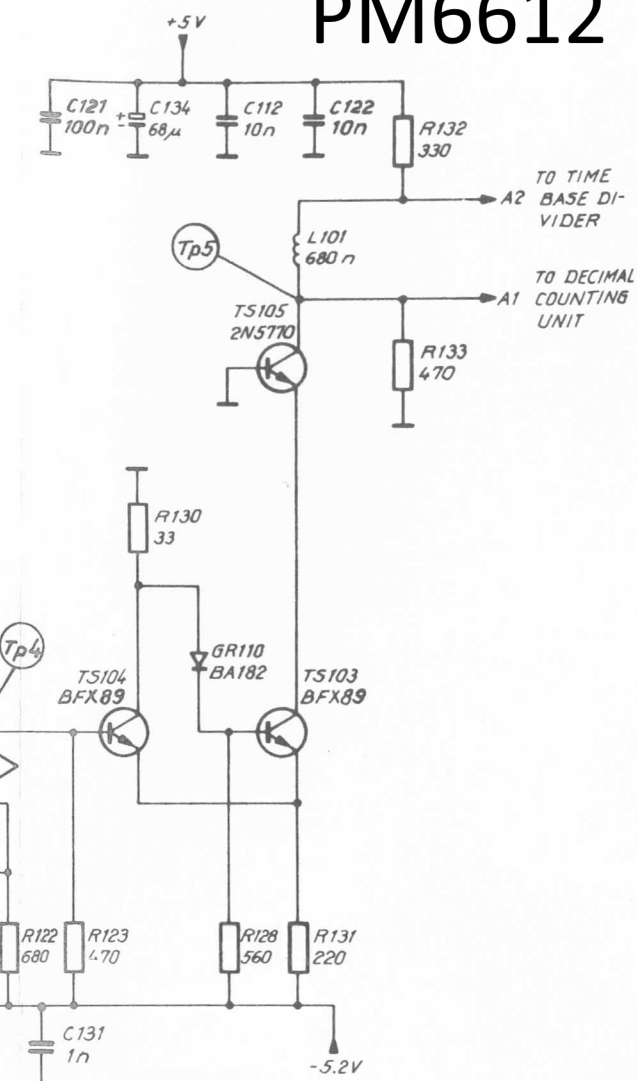 PM6612
+5V
C121
100n
C134
+
-
68µ
C112
10n
C122
10n
R132
330
A2
TO TIME
BASE DI-
VIDER
Tp5
L101
680 n
A1
TO DECIMAL
COUNTING
UNIT
TS105
2N5770
R133
470
R130
33
Tp4
GR110
BA182
TS104
BFX89
TS103
BFX89
R122
680
R123
470
R128
560
R131
220
C131
1n
-5.2V